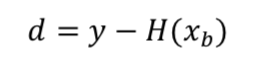 d = y − H(x_b)